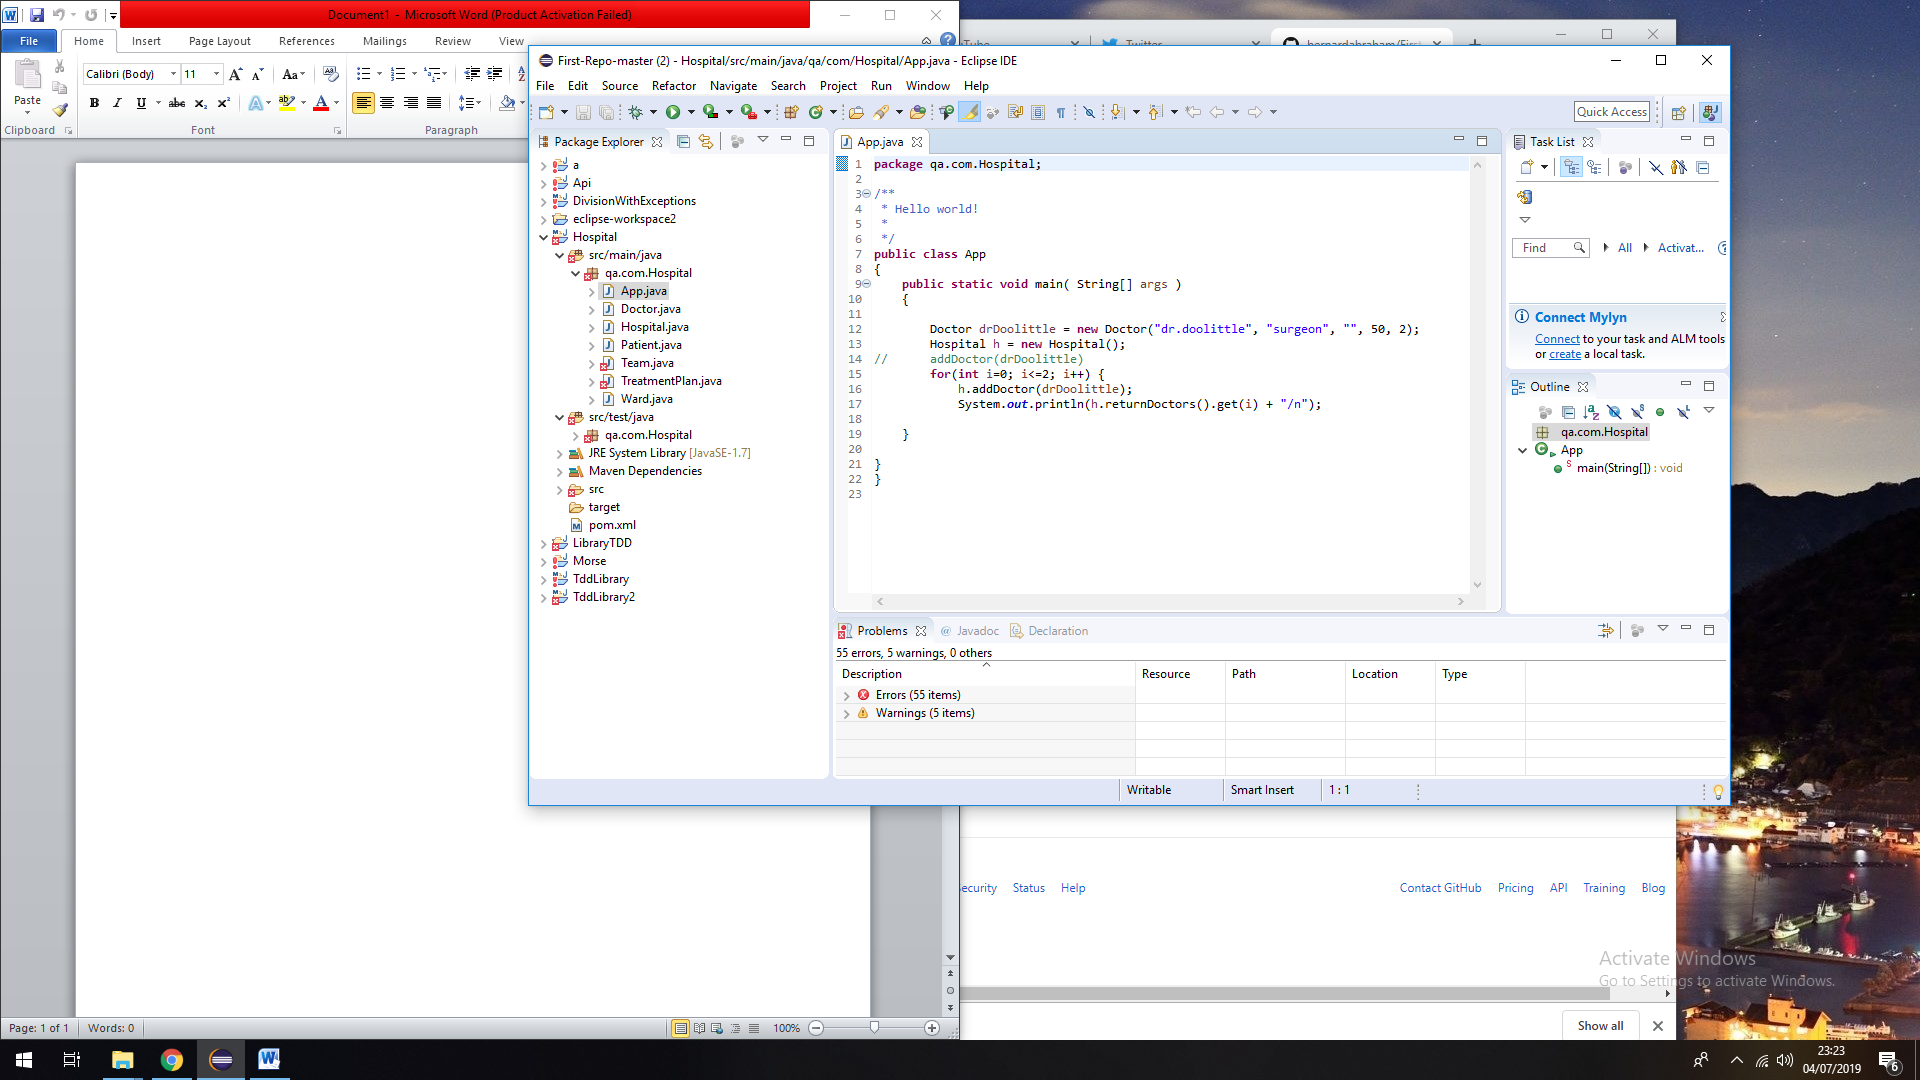 Document1 - Microsoft Word (Product Activation Failed)
File Home Insert Page Layout References Mailings Review View
Calibri (Body) 11
Paste
Clipboard Font Paragraph
Twitter
First-Repo-master (2) - Hospital/src/main/java/qa/com/Hospital/App.java - Eclipse IDE
File Edit Source Refactor Navigate Search Project Run Window Help
Quick Access
Package Explorer
a
Api
DivisionWithExceptions
eclipse-workspace2
Hospital
src/main/java
qa.com.Hospital
App.java
Doctor.java
Hospital.java
Patient.java
Team.java
TreatmentPlan.java
Ward.java
src/test/java
qa.com.Hospital
JRE System Library [JavaSE-1.7]
Maven Dependencies
src
target
pom.xml
LibraryTDD
Morse
TddLibrary
TddLibrary2
App.java
1 package qa.com.Hospital;
2
3 /**
4 * Hello world!
5 *
6 */
7 public class App
8 {
9 public static void main( String[] args )
10 {
11
12 Doctor drDoolittle = new Doctor("dr.doolittle", "surgeon", "", 50, 2);
13 Hospital h = new Hospital();
14 // addDoctor(drDoolittle)
15 for(int i=0; i<=2; i++) {
16 h.addDoctor(drDoolittle);
17 System.out.println(h.returnDoctors().get(i) + "/n");
18
19 }
20
21 }
22 }
23
Task List
Find All Activat...
Connect Mylyn
Connect to your task and ALM tools
or create a local task.
Outline
qa.com.Hospital
App
main(String[]) : void
Problems Javadoc Declaration
55 errors, 5 warnings, 0 others
Description Resource Path Location Type
Errors (55 items)
Warnings (5 items)
Writable Smart Insert 1 : 1
ecurity Status Help Contact GitHub Pricing API Training Blog
Activate Windows
Go to Settings to activate Windows.
Show all
Page: 1 of 1 Words: 0 100%
23:23
04/07/2019
6